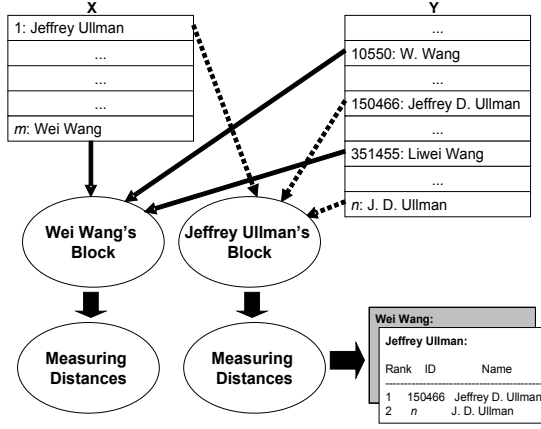 X
1: Jeffrey Ullman
...
...
...
m: Wei Wang
Y
...
10550: W. Wang
...
150466: Jeffrey D. Ullman
...
351455: Liwei Wang
...
n: J. D. Ullman
Wei Wang's
Block
Jeffrey Ullman's
Block
Measuring
Distances
Measuring
Distances
Wei Wang:
Jeffrey Ullman:
Rank ID Name
--------------------------------------------
1 150466 Jeffrey D. Ullman
2 n J. D. Ullman